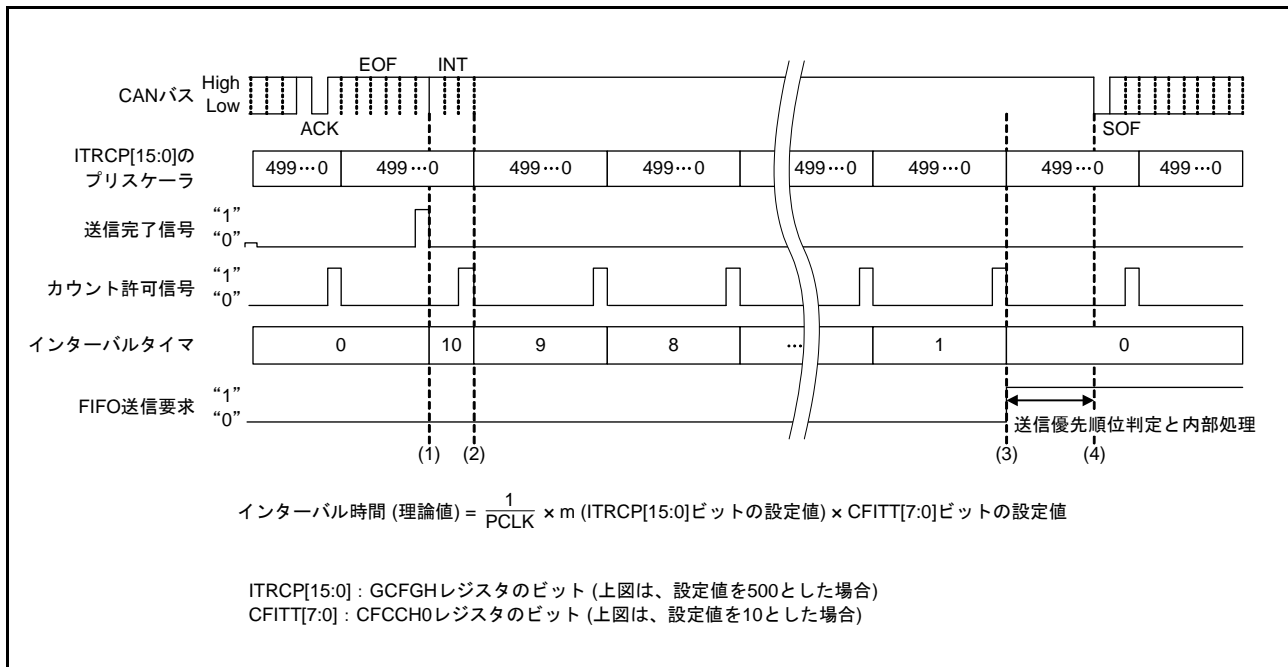 EOF INT
CANバス High
Low
ACK SOF
ITRCP[15:0]の
プリスケーラ
499…0 499…0 499…0 499…0 499…0 499…0 499…0 499…0
送信完了信号 “1”
“0”
カウント許可信号 “1”
“0”
インターバルタイマ 0 10 9 8 … 1 0
FIFO送信要求 “1”
“0”
送信優先順位判定と内部処理
(1) (2) (3) (4)
インターバル時間 (理論値) = 1/PCLK × m (ITRCP[15:0]ビットの設定値) × CFITT[7:0]ビットの設定値
ITRCP[15:0] : GCFGHレジスタのビット (上図は、設定値を500とした場合)
CFITT[7:0] : CFCCH0レジスタのビット (上図は、設定値を10とした場合)